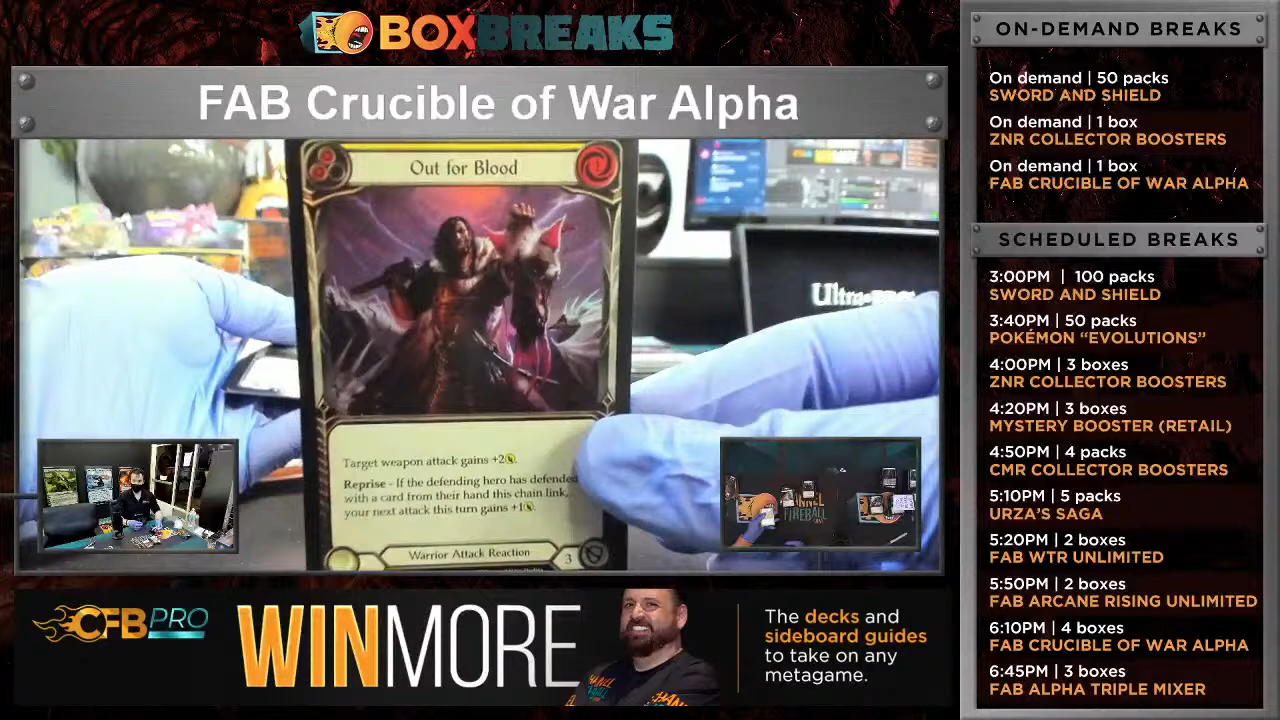 BOXBREAKS
FAB Crucible of War Alpha
Out for Blood
Target weapon attack gains +2
Reprise - If the defending hero has defended
with a card from their hand this chain link,
your next attack this turn gains +1
Warrior Attack Reaction
3
CFB PRO
WINMORE
The decks and
sideboard guides
to take on any
metagame.
ON-DEMAND BREAKS
On demand | 50 packs
SWORD AND SHIELD
On demand | 1 box
ZNR COLLECTOR BOOSTERS
On demand | 1 box
FAB CRUCIBLE OF WAR ALPHA
SCHEDULED BREAKS
3:00PM | 100 packs
SWORD AND SHIELD
3:40PM | 50 packs
POKÉMON “EVOLUTIONS”
4:00PM | 3 boxes
ZNR COLLECTOR BOOSTERS
4:20PM | 3 boxes
MYSTERY BOOSTER (RETAIL)
4:50PM | 4 packs
CMR COLLECTOR BOOSTERS
5:10PM | 5 packs
URZA’S SAGA
5:20PM | 2 boxes
FAB WTR UNLIMITED
5:50PM | 2 boxes
FAB ARCANE RISING UNLIMITED
6:10PM | 4 boxes
FAB CRUCIBLE OF WAR ALPHA
6:45PM | 3 boxes
FAB ALPHA TRIPLE MIXER